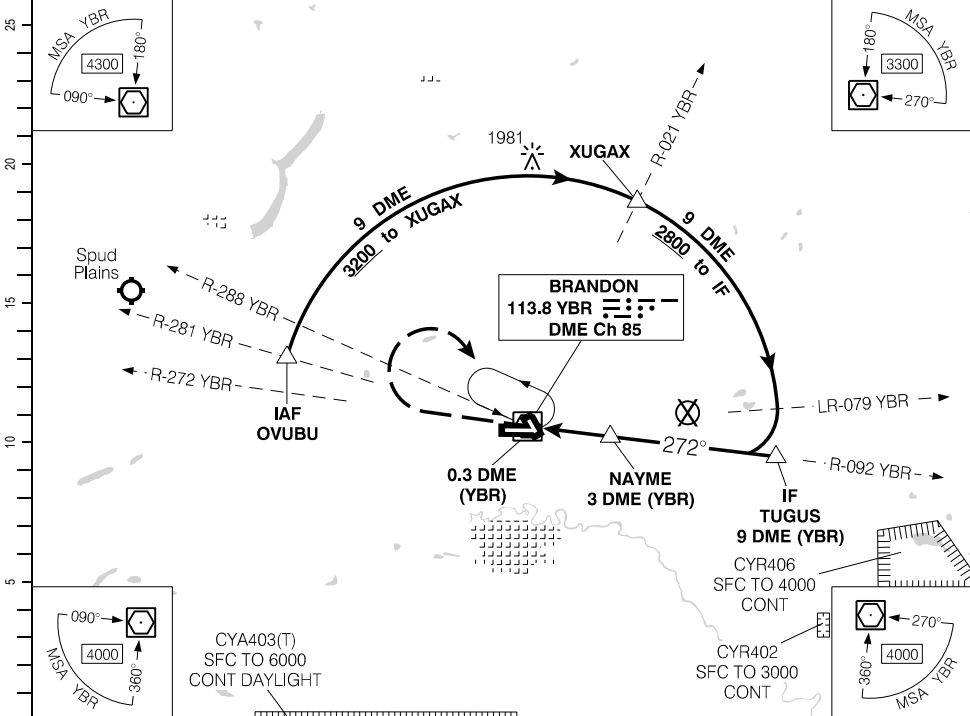 25
20
15
10
5
MSA YBR
4300
180°
090°
MSA YBR
3300
180°
270°
1981
XUGAX
R-021 YBR
9 DME
3200 to XUGAX
9 DME
2800 to IF
Spud
Plains
R-288 YBR
R-281 YBR
R-272 YBR
BRANDON
113.8 YBR
DME Ch 85
IAF
OVUBU
LR-079 YBR
272°
R-092 YBR
0.3 DME
(YBR)
NAYME
3 DME (YBR)
IF
TUGUS
9 DME (YBR)
CYR406
SFC TO 4000
CONT
CYA403(T)
SFC TO 6000
CONT DAYLIGHT
CYR402
SFC TO 3000
CONT
090°
4000
360°
MSA YBR
270°
4000
360°
MSA YBR